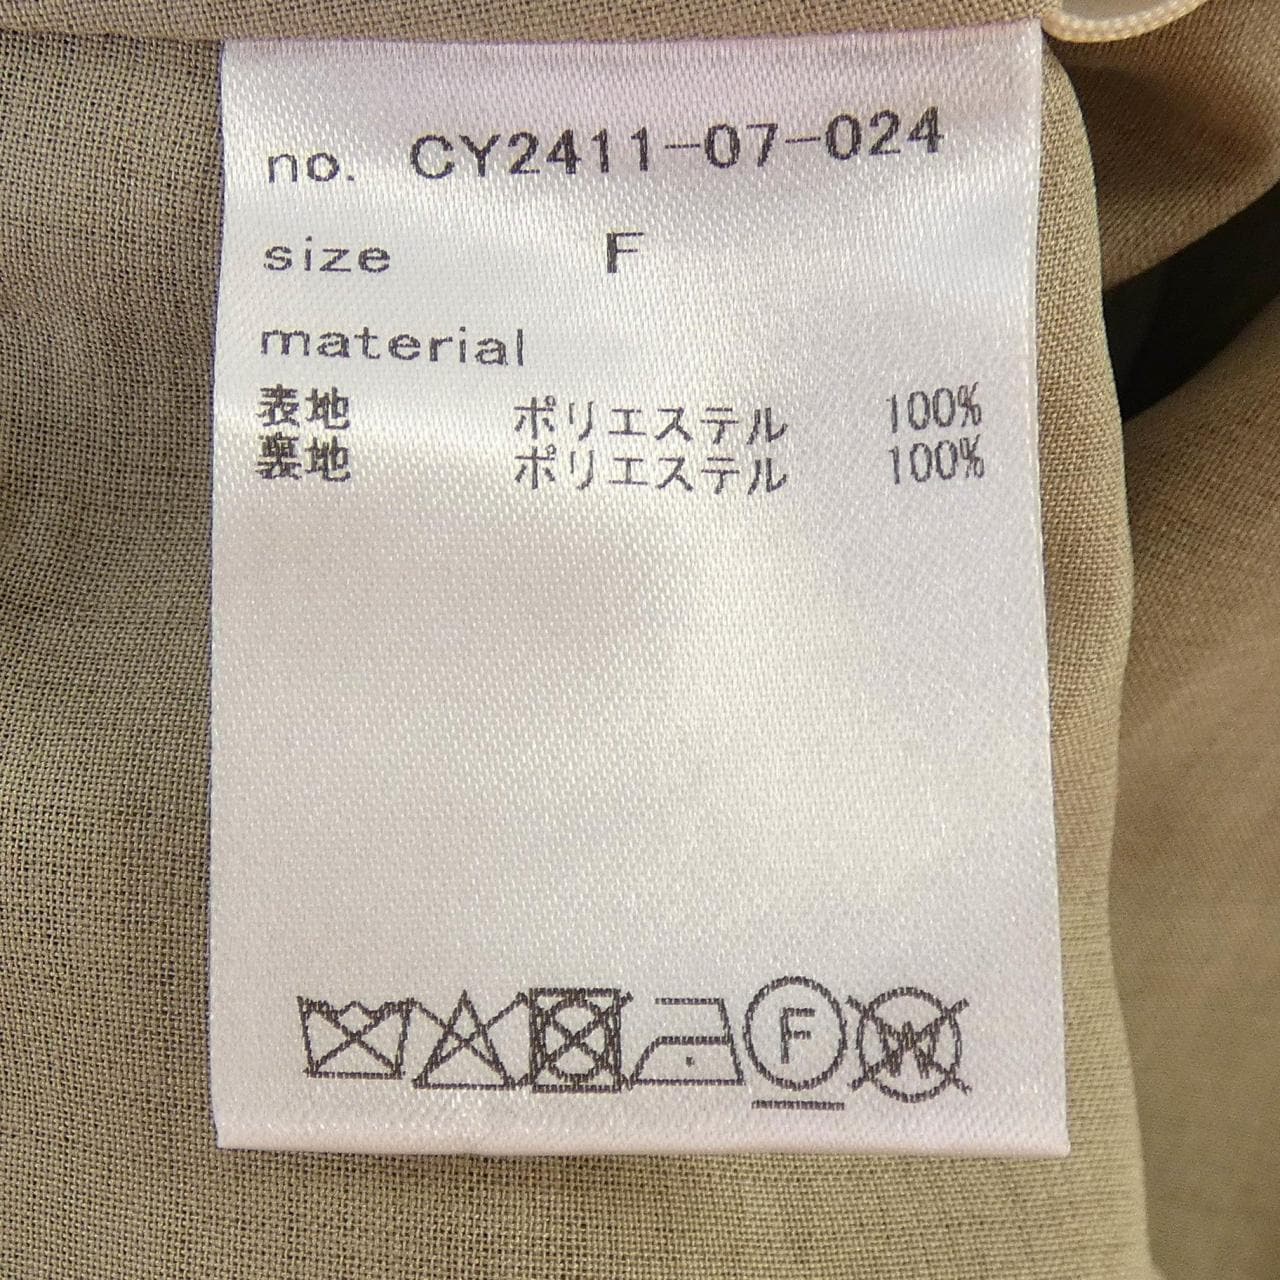 no. CY2411-07-024
size F
material
表地 ポリエステル 100%
裏地 ポリエステル 100%
F W